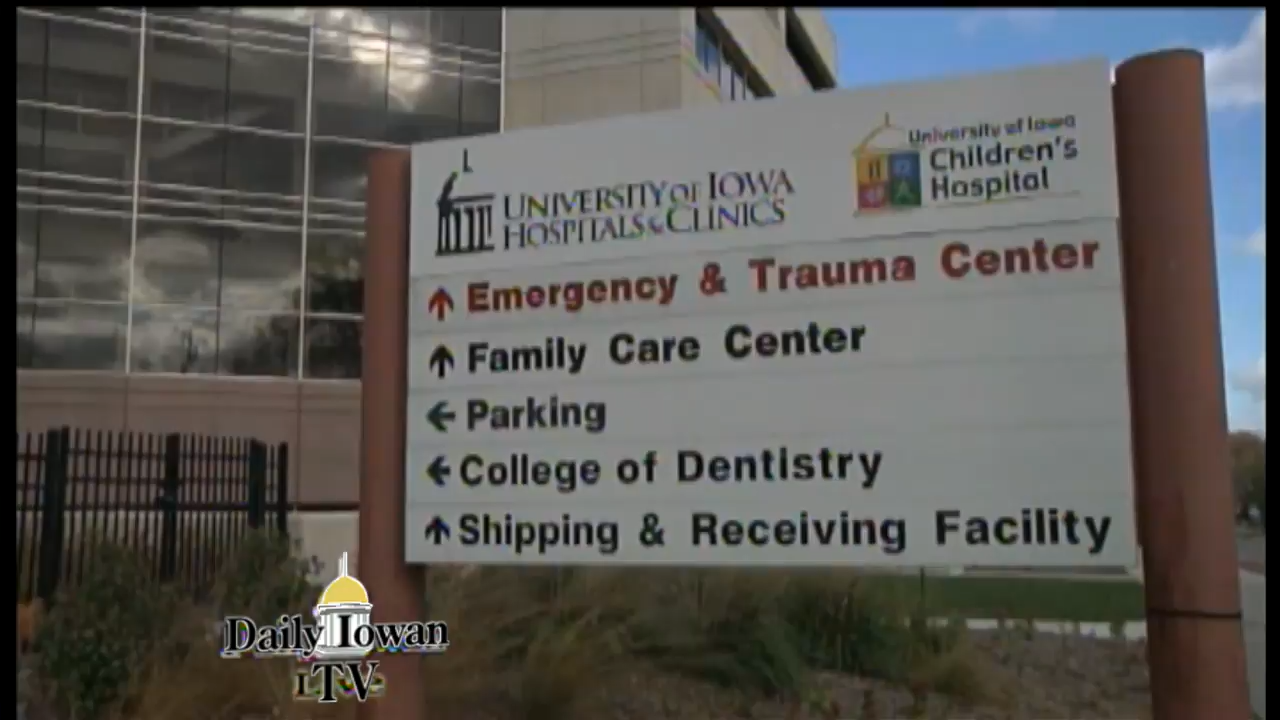 UNIVERSITY OF IOWA
HOSPITALS & CLINICS
University of Iowa
Children's
Hospital
↑ Emergency & Trauma Center
↑ Family Care Center
← Parking
← College of Dentistry
↑ Shipping & Receiving Facility
Daily Iowan
TV